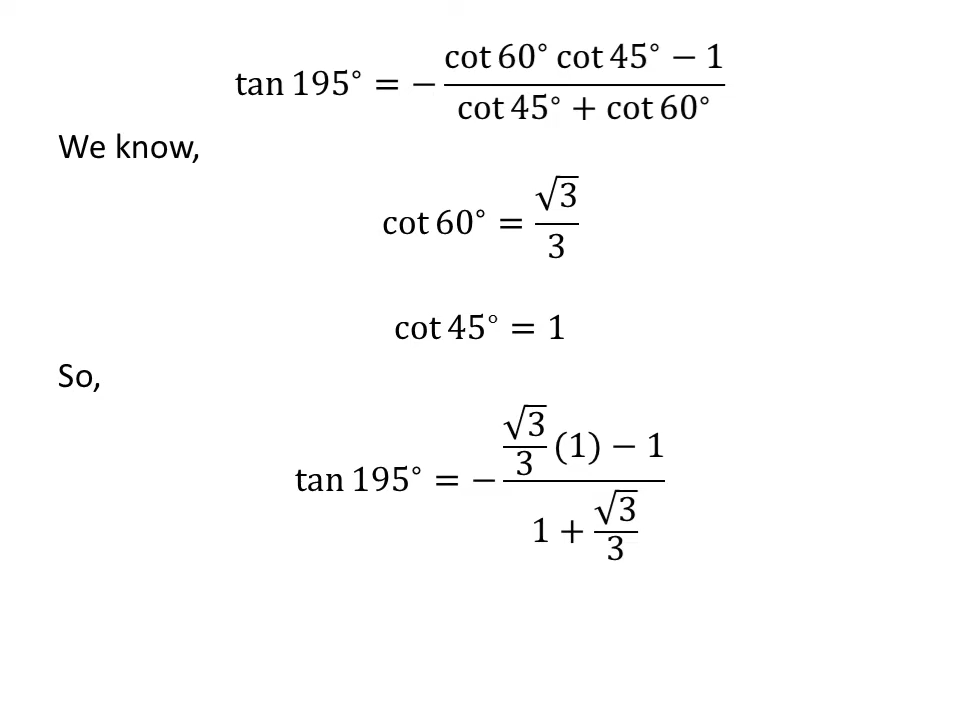 tan 195° = − (cot 60° cot 45° − 1) / (cot 45° + cot 60°)
We know,
cot 60° = √3 / 3
cot 45° = 1
So,
tan 195° = − (√3/3 (1) − 1) / (1 + √3/3)